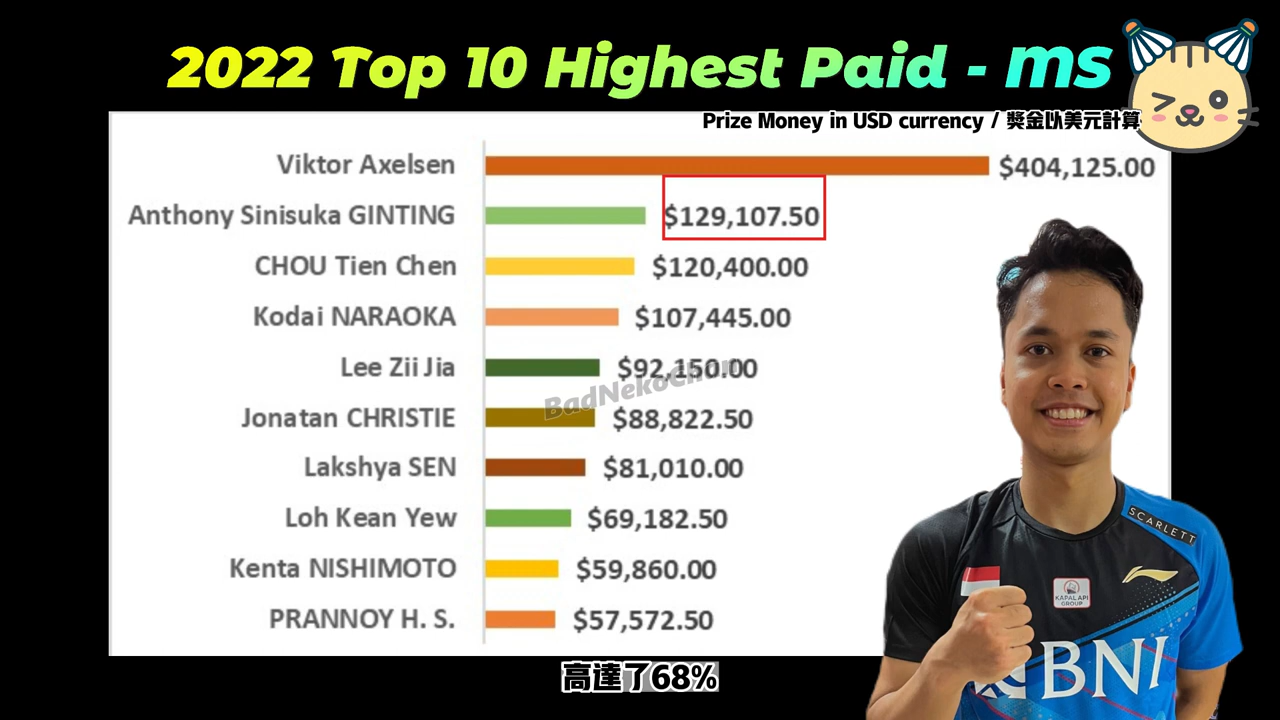 2022 Top 10 Highest Paid - MS
Prize Money in USD currency / 獎金以美元計算
Viktor Axelsen $404,125.00
Anthony Sinisuka GINTING $129,107.50
CHOU Tien Chen $120,400.00
Kodai NARAOKA $107,445.00
Lee Zii Jia $92,150.00
Jonatan CHRISTIE $88,822.50
Lakshya SEN $81,010.00
Loh Kean Yew $69,182.50
Kenta NISHIMOTO $59,860.00
PRANNOY H. S. $57,572.50
BadNekoChan
SCARLETT
KAPAL API
GROUP
BNI
高達了68%